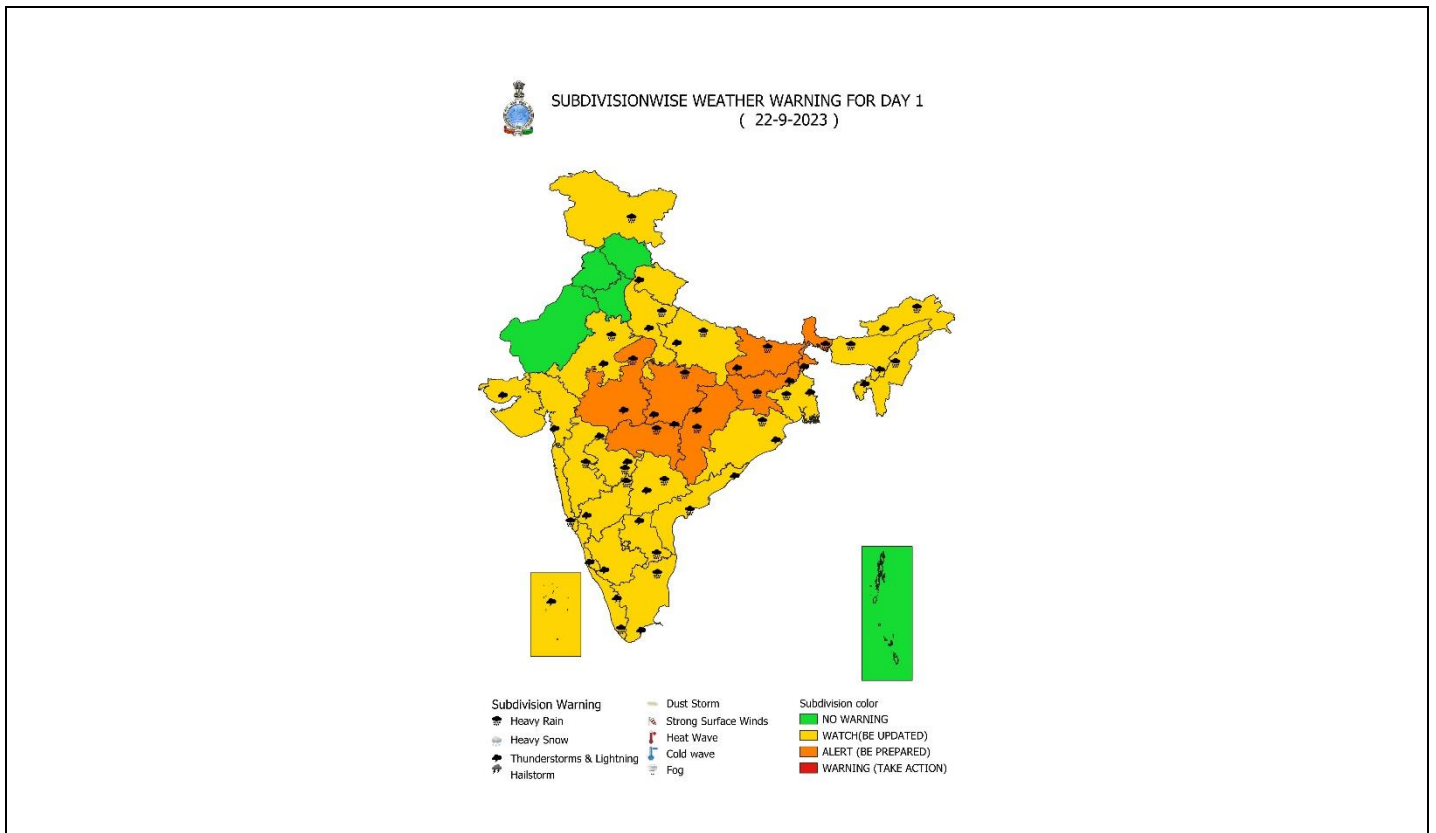 SUBDIVISIONWISE WEATHER WARNING FOR DAY 1
( 22-9-2023 )
Subdivision Warning
Heavy Rain
Heavy Snow
Thunderstorms & Lightning
Hailstorm
Dust Storm
Strong Surface Winds
Heat Wave
Cold wave
Fog
Subdivision color
NO WARNING
WATCH(BE UPDATED)
ALERT (BE PREPARED)
WARNING (TAKE ACTION)